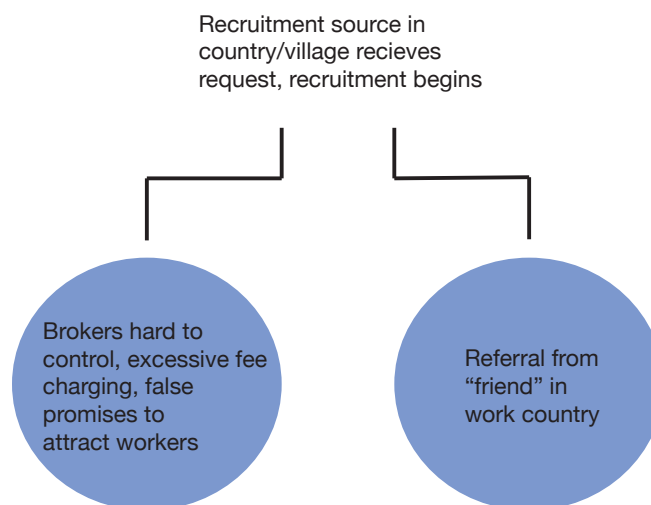 Recruitment source in
country/village recieves
request, recruitment begins
Brokers hard to
control, excessive fee
charging, false
promises to
attract workers
Referral from
“friend” in
work country